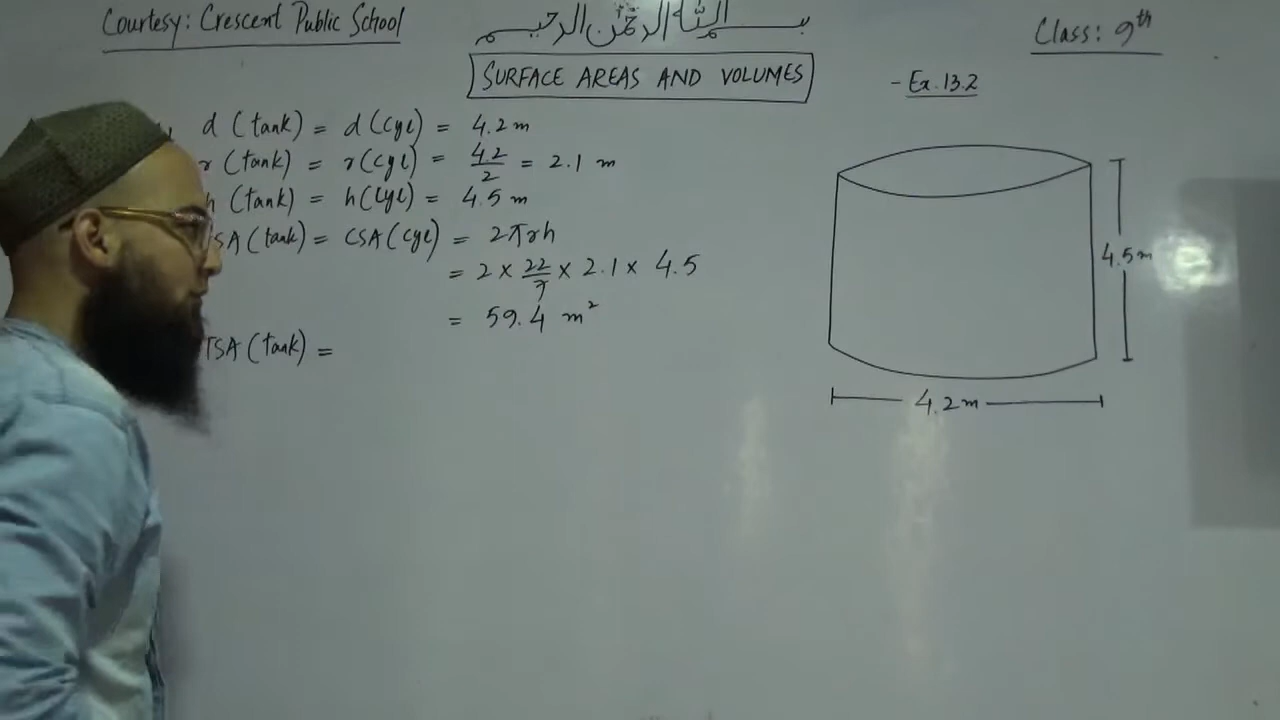 Courtesy: Crescent Public School
بسم الله الرحمن الرحيم
Class: 9th
SURFACE AREAS AND VOLUMES
- Ex. 13.2
d (tank) = d (cyl) = 4.2 m
r (tank) = r (cyl) = 4.2/2 = 2.1 m
h (tank) = h (cyl) = 4.5 m
SA (tank) = CSA (cyl) = 2πrh
= 2 × 22/7 × 2.1 × 4.5
= 59.4 m²
TSA (tank) =
4.5 m
4.2 m